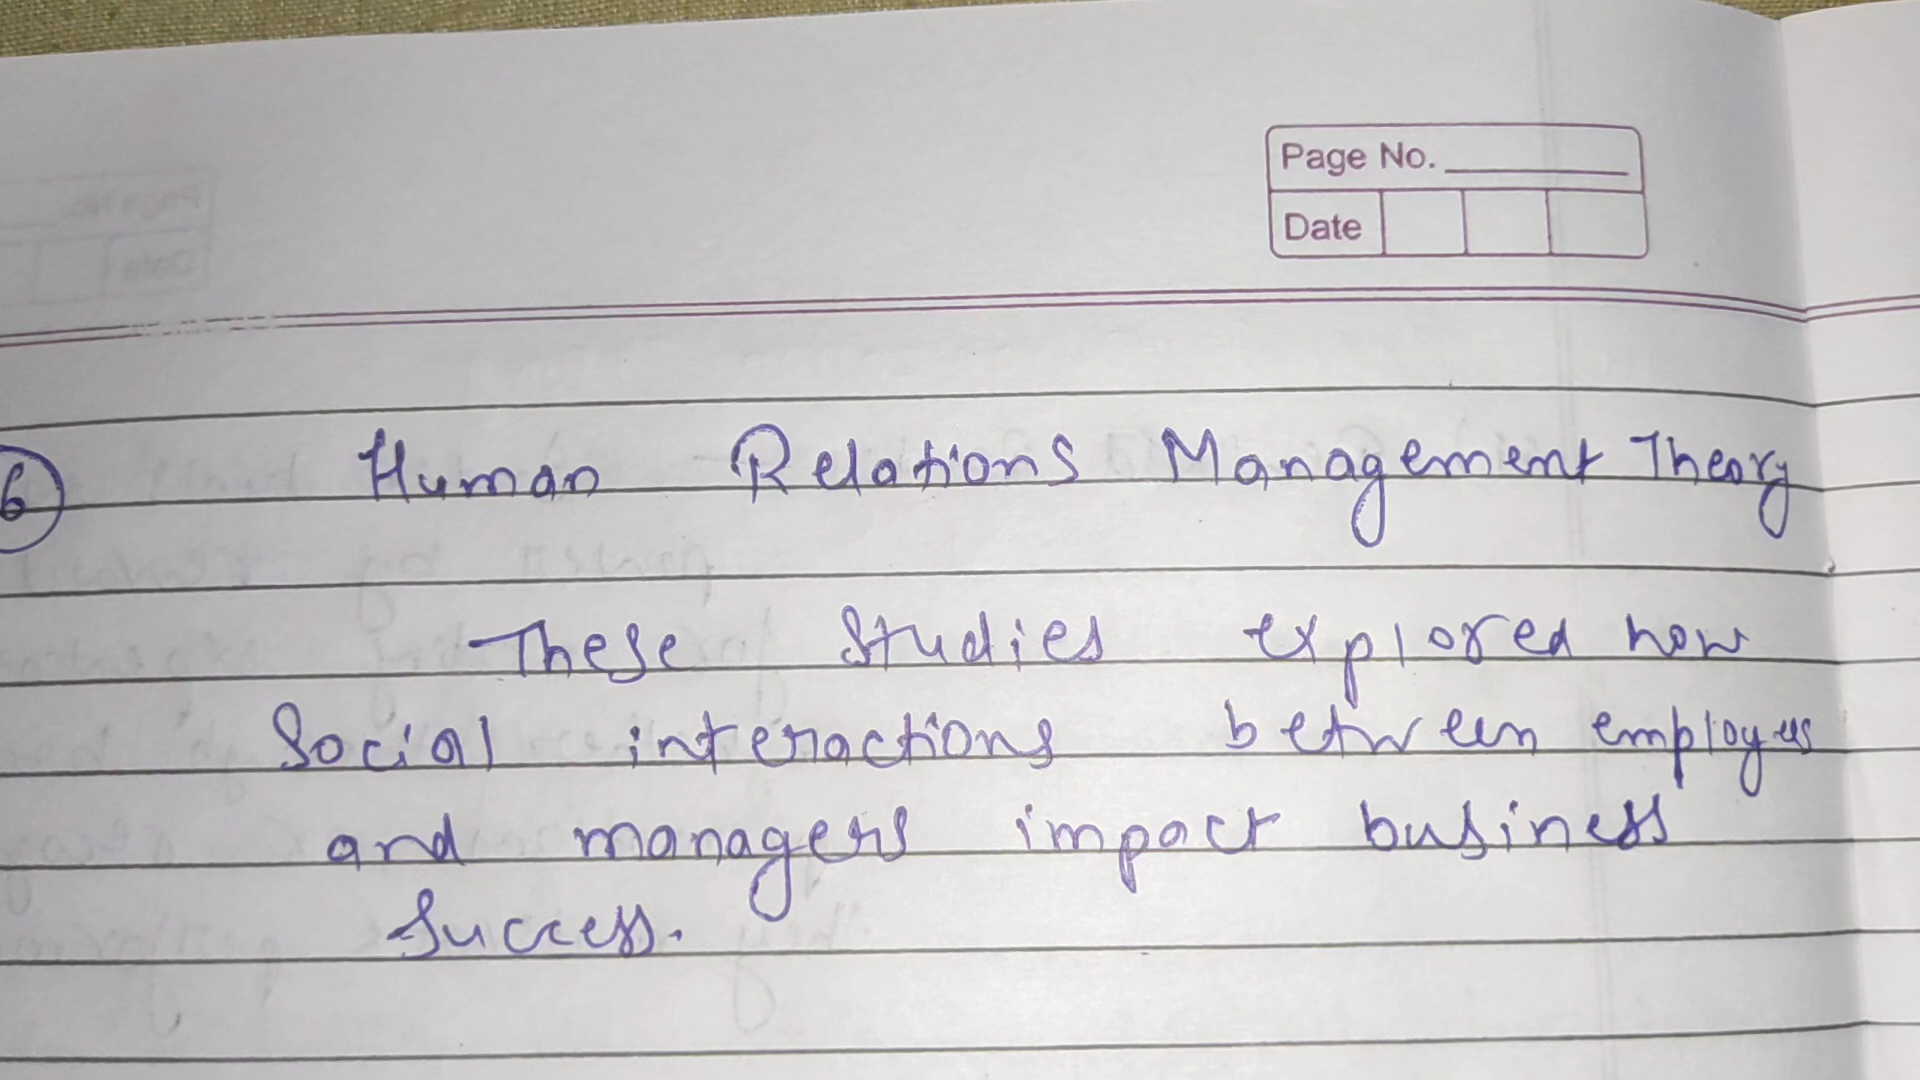 Page No.
Date
6 Human Relations Management Theory
These studies explored how
Social interactions between employees
and managers impact business
success.